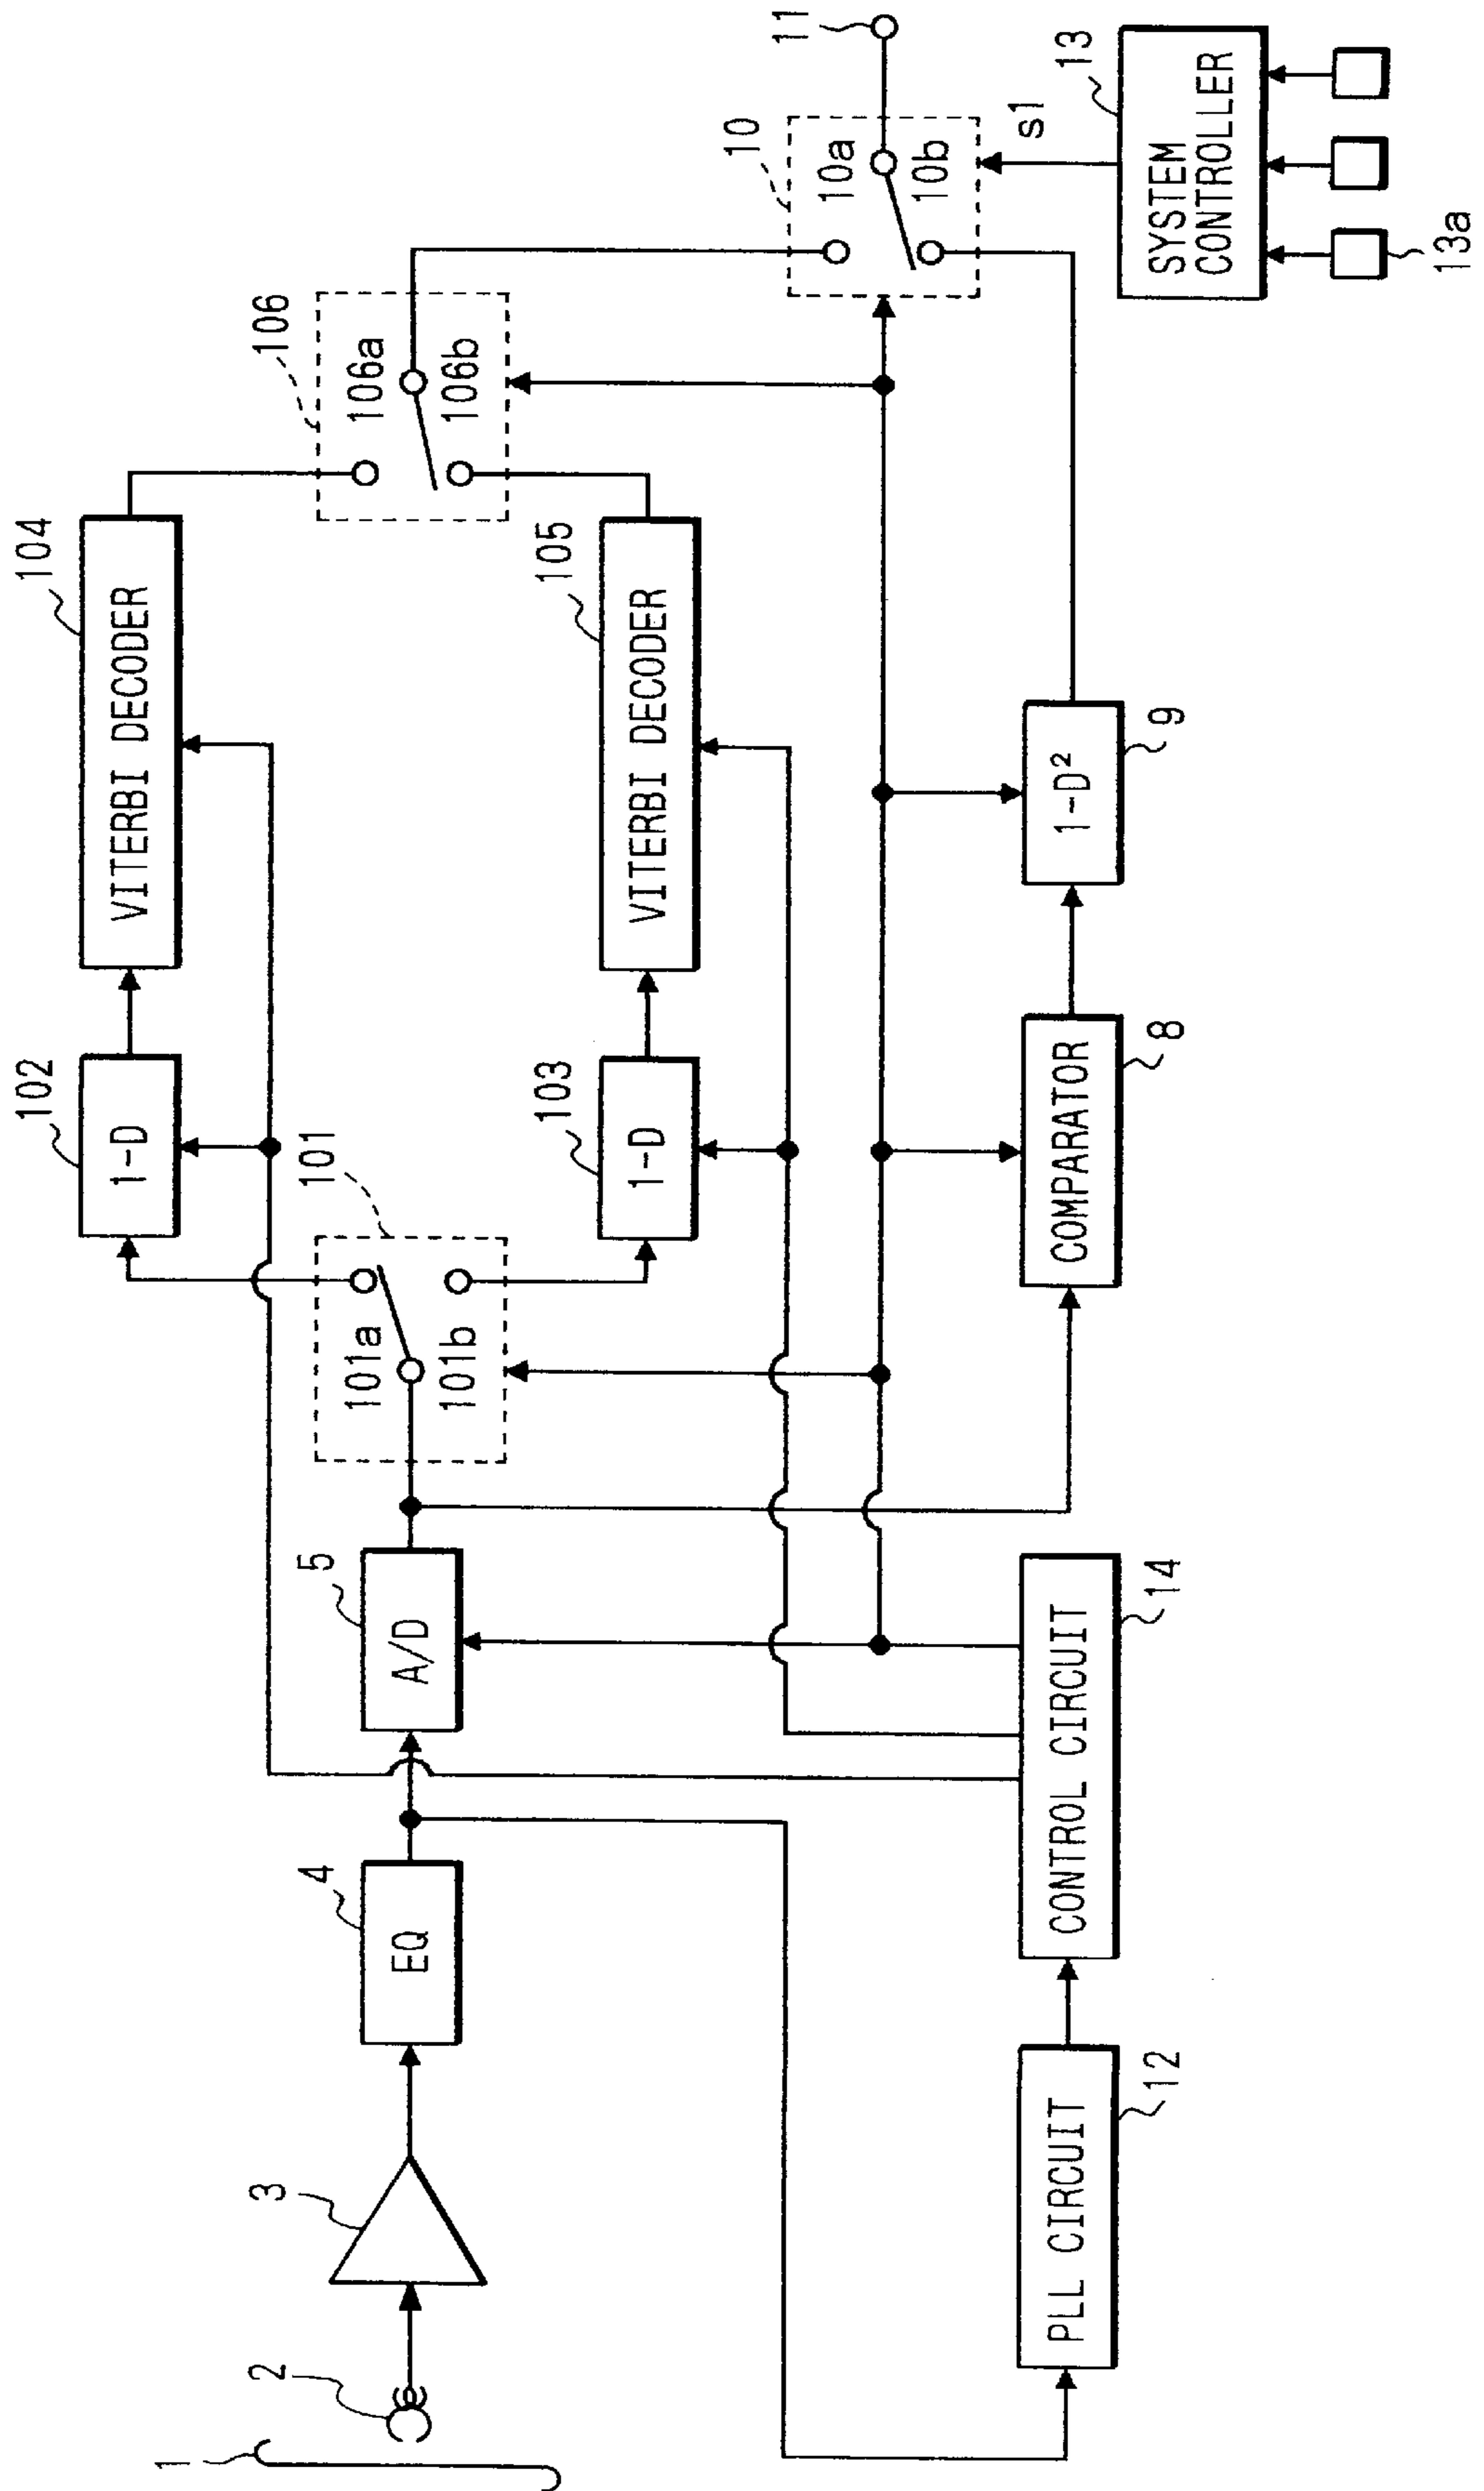 1
2
3
4
EQ
5
A/D
101
101a
101b
102
1-D
103
1-D
104
VITERBI DECODER
105
VITERBI DECODER
106
106a
106b
10
10a
10b
11
s1
13
SYSTEM
CONTROLLER
13a
PLL CIRCUIT
12
CONTROL CIRCUIT
14
COMPARATOR
8
1-D²
9